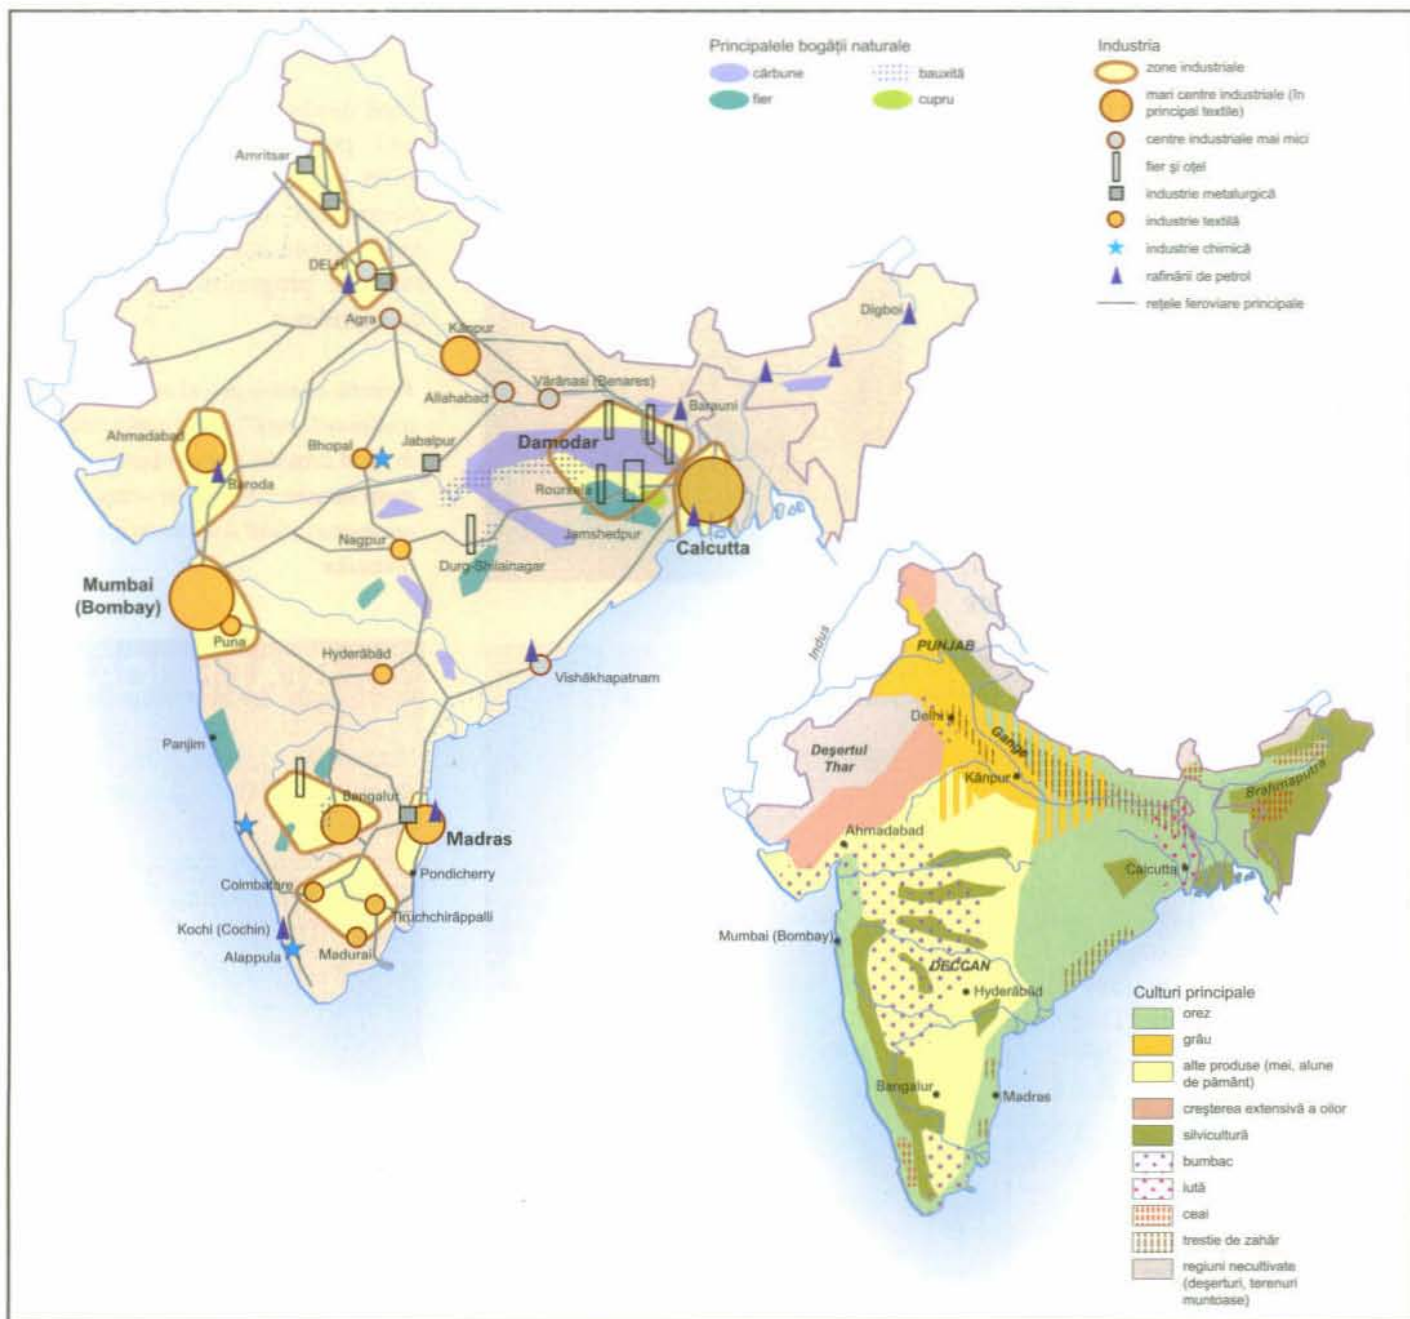 Principalele bogății naturale
cărbune
bauxită
fier
cupru
Industria
zone industriale
mari centre industriale (în
principal textile)
centre industriale mai mici
fier și oțel
industrie metalurgică
industrie textilă
industrie chimică
rafinării de petrol
rețele feroviare principale
Amritsar
DELHI
Agra
Kānpur
Digboi
Allahabad
Vārānasi (Benares)
Barauni
Ahmadabad
Bhopal
Jabalpur
Damodar
Baroda
Rourkela
Jamshedpur
Calcutta
Nagpur
Durg-Shilainagar
Mumbai
(Bombay)
Puna
Hyderābād
Vishākhapatnam
Panjim
Bangalur
Madras
Pondicherry
Coimbatore
Tiruchchirāppalli
Kochi (Cochin)
Madurai
Alappula
Indus
PUNJAB
Delhi
Deşertul
Thar
Gange
Kānpur
Brahmaputra
Ahmadabad
Calcutta
Mumbai (Bombay)
DECCAN
Hyderābād
Bangalur
Madras
Culturi principale
orez
grâu
alte produse (mei, alune
de pământ)
creşterea extensivă a oilor
silvicultură
bumbac
iută
ceai
trestie de zahăr
regiuni necultivate
(deşerturi, terenuri
muntoase)